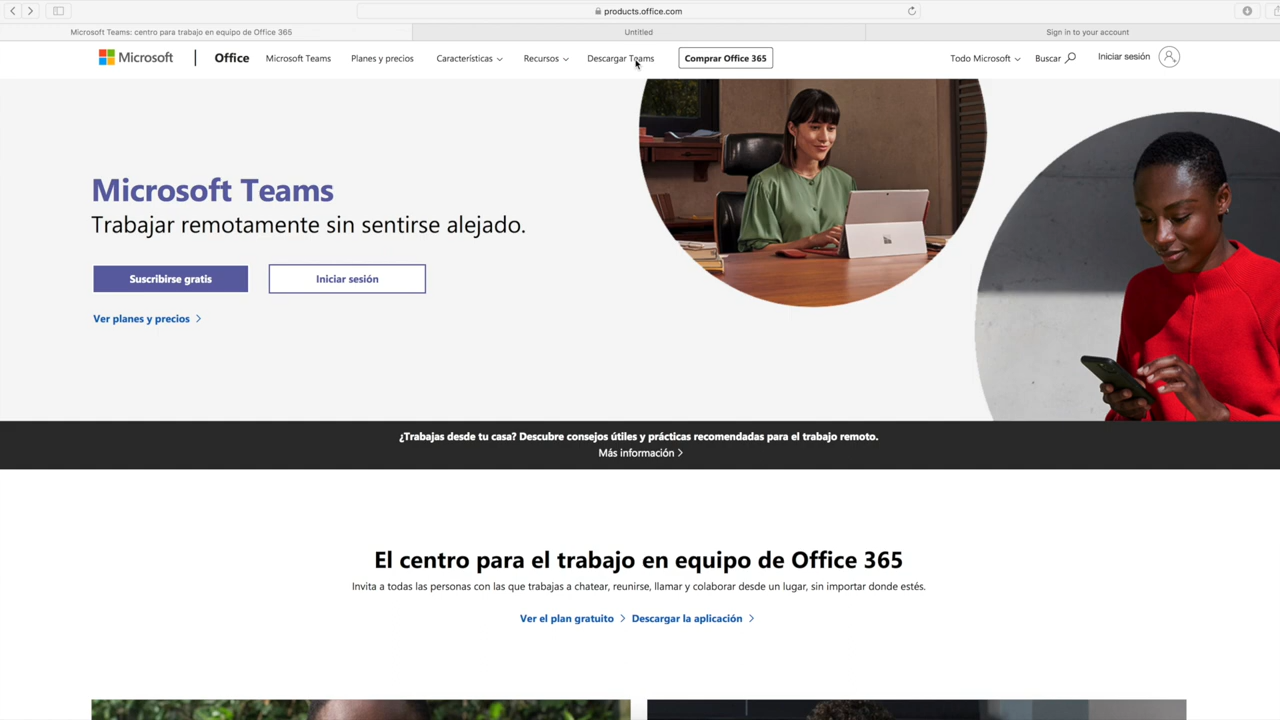 products.office.com
Microsoft Teams: centro para trabajo en equipo de Office 365
Untitled
Sign in to your account
Microsoft
Office
Microsoft Teams
Planes y precios
Características
Recursos
Descargar Teams
Comprar Office 365
Todo Microsoft
Buscar
Iniciar sesión
Microsoft Teams
Trabajar remotamente sin sentirse alejado.
Suscribirse gratis
Iniciar sesión
Ver planes y precios
¿Trabajas desde tu casa? Descubre consejos útiles y prácticas recomendadas para el trabajo remoto.
Más información
El centro para el trabajo en equipo de Office 365
Invita a todas las personas con las que trabajas a chatear, reunirse, llamar y colaborar desde un lugar, sin importar donde estés.
Ver el plan gratuito
Descargar la aplicación